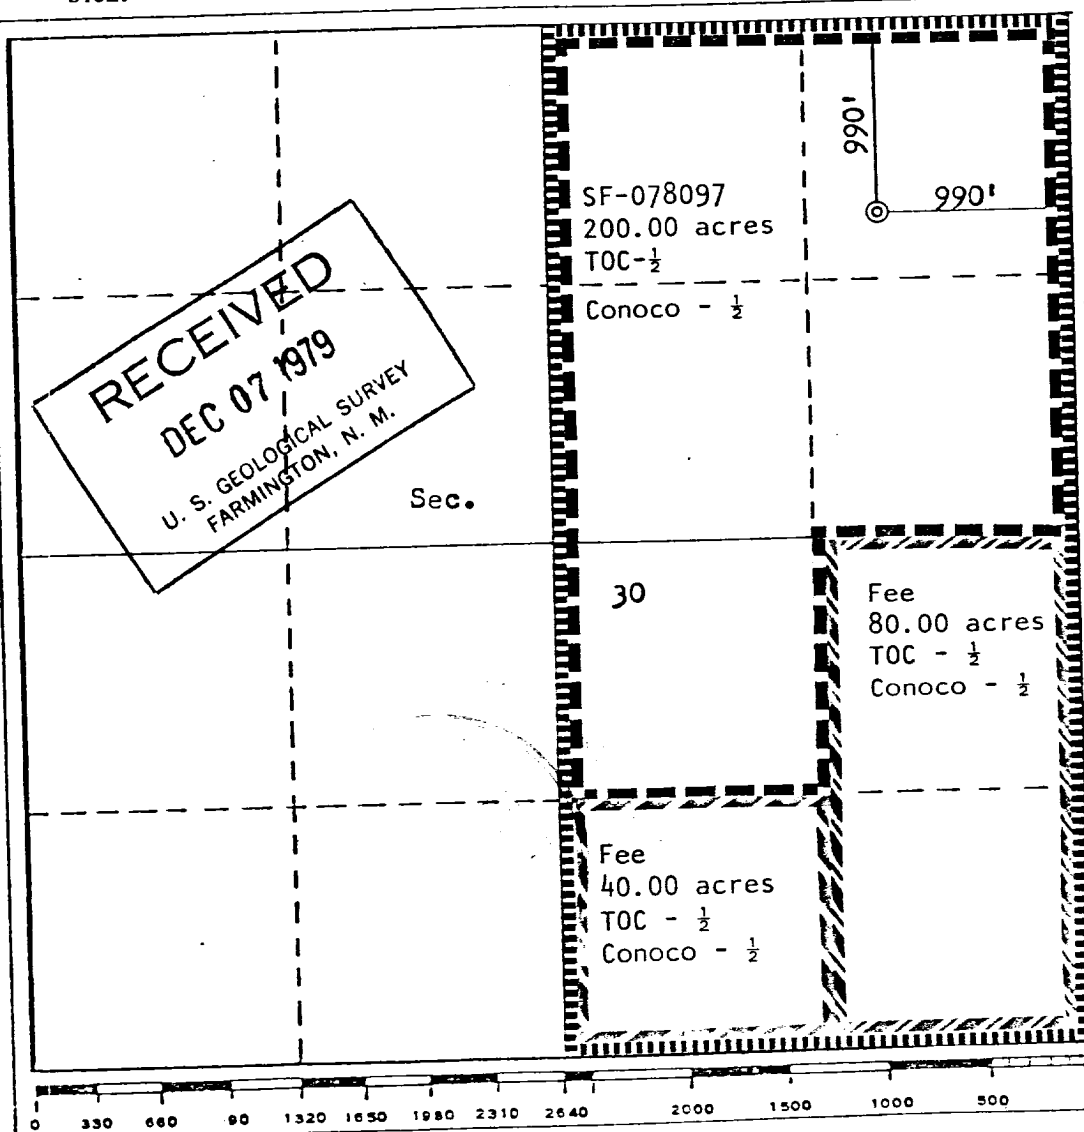 990'
990'
SF-078097
200.00 acres
TOC-½
Conoco - ½
RECEIVED
DEC 07 1979
U. S. GEOLOGICAL SURVEY
FARMINGTON, N. M.
Sec.
30
Fee
80.00 acres
TOC - ½
Conoco - ½
Fee
40.00 acres
TOC - ½
Conoco - ½
0 330 660 90 1320 1650 1980 2310 2640 2000 1500 1000 500